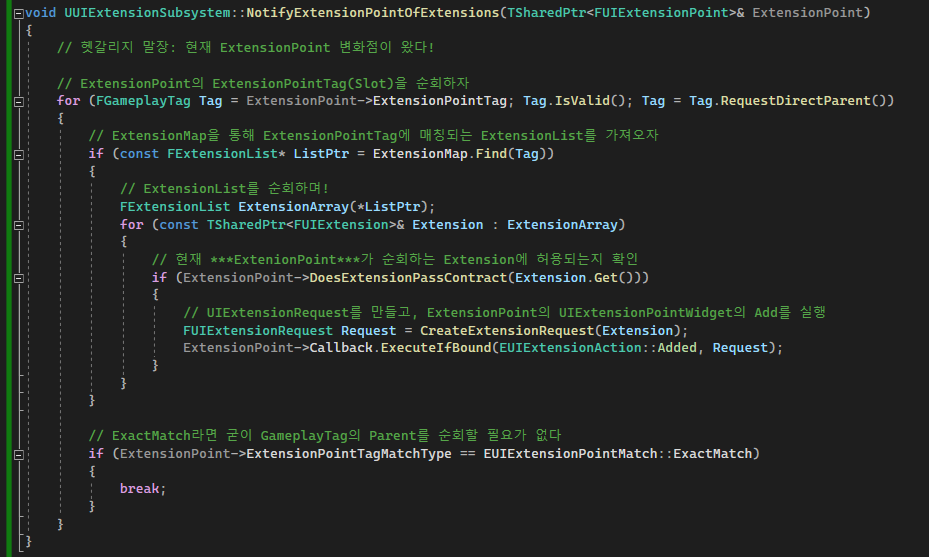 void UUIExtensionSubsystem::NotifyExtensionPointOfExtensions(TSharedPtr<FUIExtensionPoint>& ExtensionPoint)
{
// 헷갈리지 말장: 현재 ExtensionPoint 변화점이 왔다!
// ExtensionPoint의 ExtensionPointTag(Slot)을 순회하자
for (FGameplayTag Tag = ExtensionPoint->ExtensionPointTag; Tag.IsValid(); Tag = Tag.RequestDirectParent())
{
// ExtensionMap을 통해 ExtensionPointTag에 매칭되는 ExtensionList를 가져오자
if (const FExtensionList* ListPtr = ExtensionMap.Find(Tag))
{
// ExtensionList를 순회하며!
FExtensionList ExtensionArray(*ListPtr);
for (const TSharedPtr<FUIExtension>& Extension : ExtensionArray)
{
// 현재 ***ExtenionPoint***가 순회하는 Extension에 허용되는지 확인
if (ExtensionPoint->DoesExtensionPassContract(Extension.Get()))
{
// UIExtensionRequest를 만들고, ExtensionPoint의 UIExtensionPointWidget의 Add를 실행
FUIExtensionRequest Request = CreateExtensionRequest(Extension);
ExtensionPoint->Callback.ExecuteIfBound(EUIExtensionAction::Added, Request);
}
}
}
// ExactMatch라면 굳이 GameplayTag의 Parent를 순회할 필요가 없다
if (ExtensionPoint->ExtensionPointTagMatchType == EUIExtensionPointMatch::ExactMatch)
{
break;
}
}
}